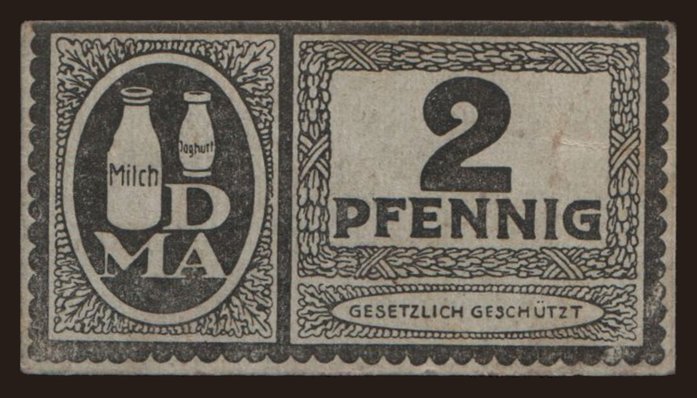 Milch
Joghurt
D
MA
2
PFENNIG
GESETZLICH GESCHÜTZT